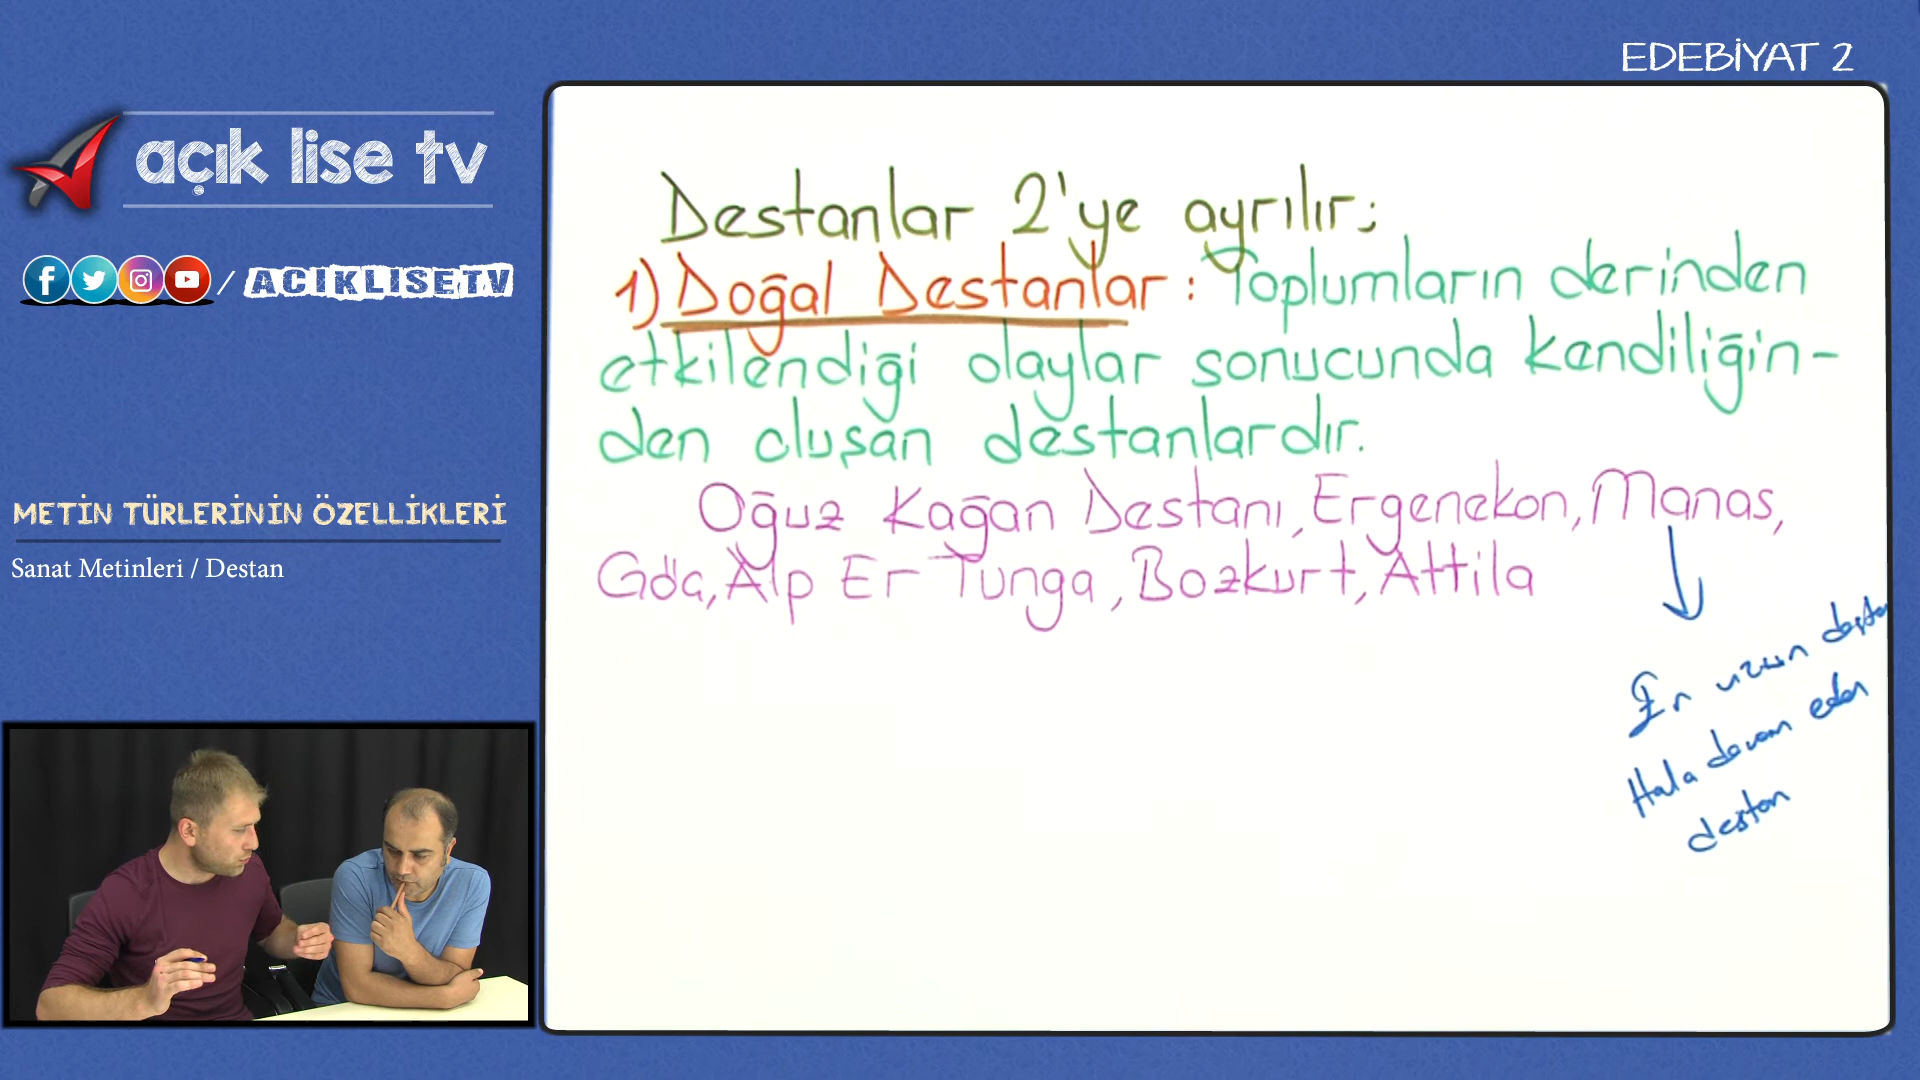 EDEBİYAT 2
açık lise tv
/ ACIKLISETV
METİN TÜRLERİNİN ÖZELLİKLERİ
Sanat Metinleri / Destan
Destanlar 2'ye ayrılır;
1) Doğal Destanlar : Toplumların derinden
etkilendiği olaylar sonucunda kendiliğin-
den oluşan destanlardır.
Oğuz Kağan Destanı, Ergenekon, Manas,
Göç, Alp Er Tunga, Bozkurt, Attila
En uzun destan
Hala devam eden
destan